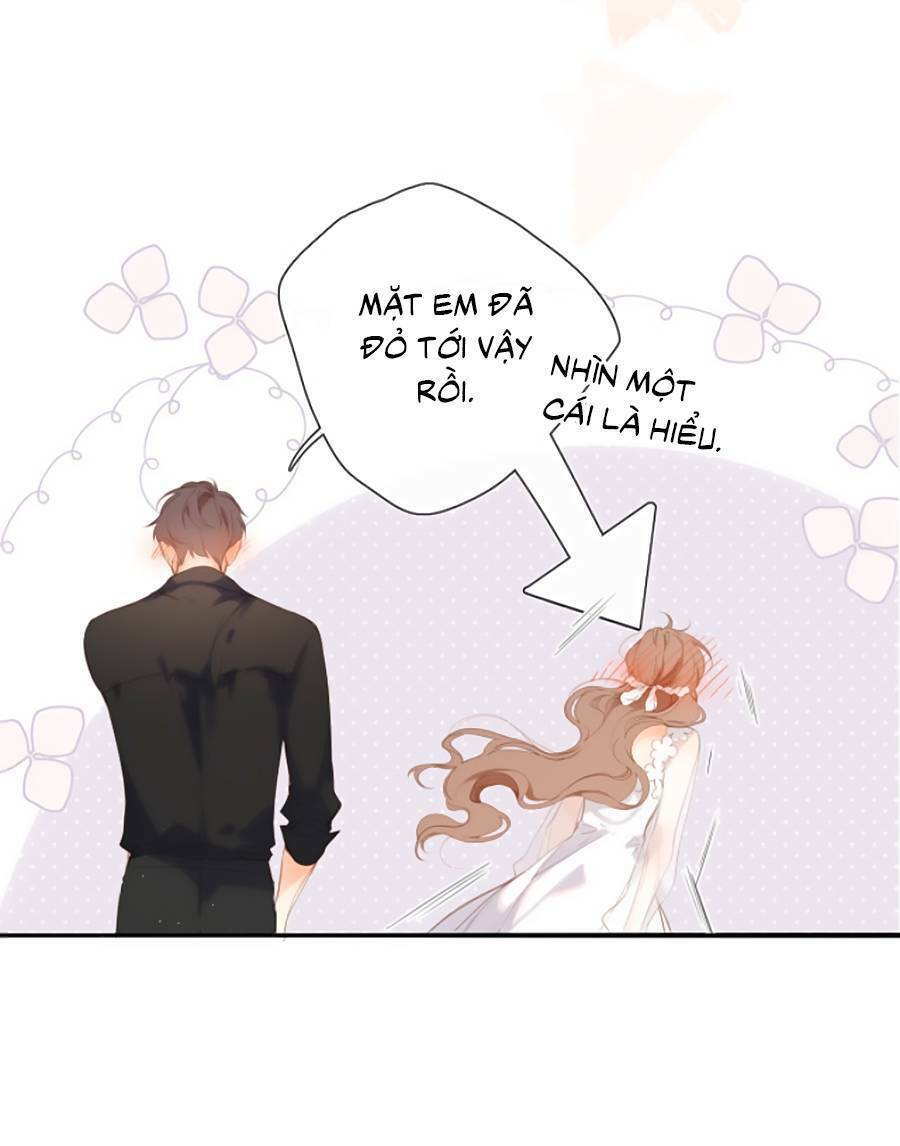 MẶT EM ĐÃ
ĐỎ TỚI VẬY
RỒI.
NHÌN MỘT
CÁI LÀ HIỂU.